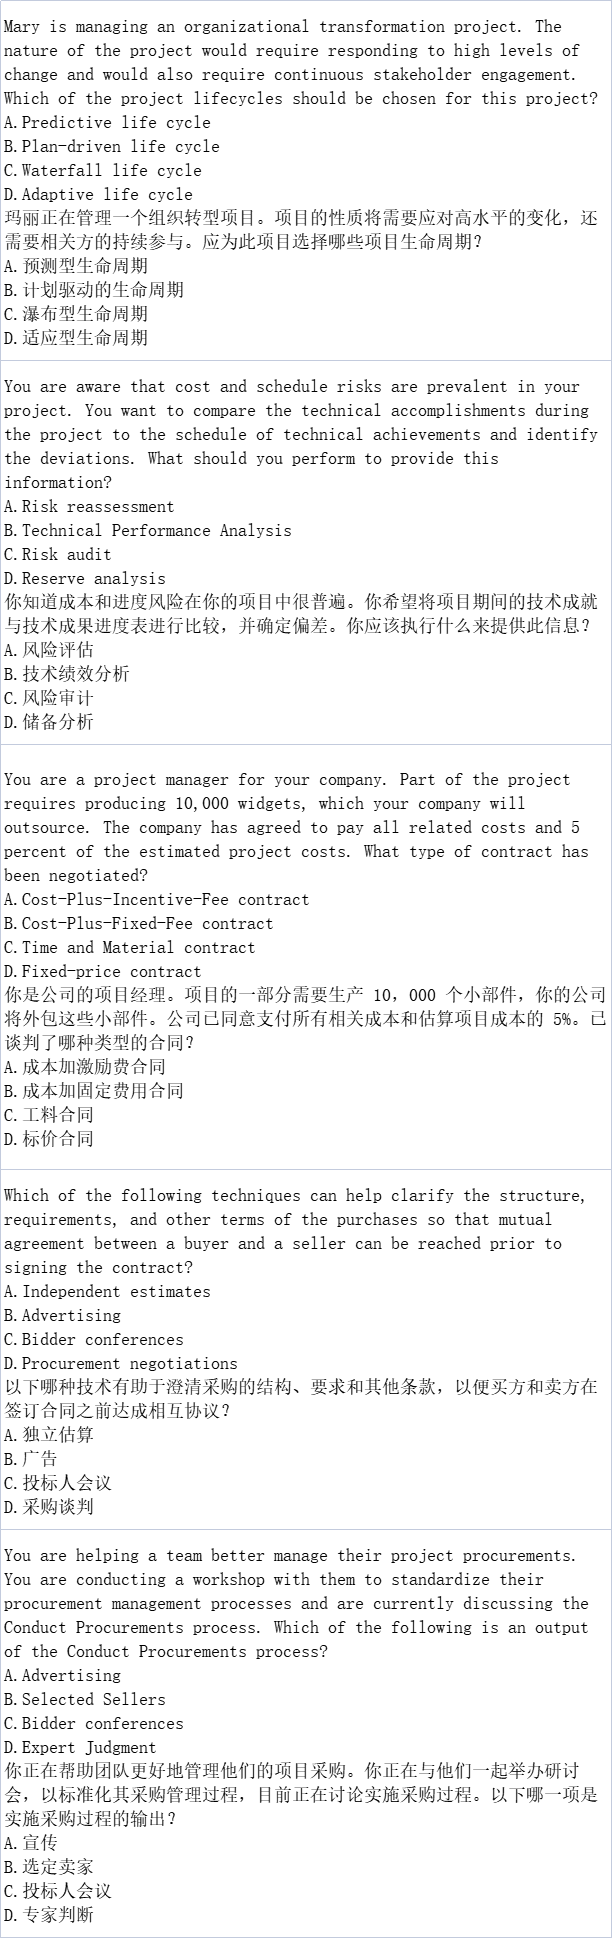 Mary is managing an organizational transformation project. The
nature of the project would require responding to high levels of
change and would also require continuous stakeholder engagement.
Which of the project lifecycles should be chosen for this project?
A.Predictive life cycle
B.Plan-driven life cycle
C.Waterfall life cycle
D.Adaptive life cycle
玛丽正在管理一个组织转型项目。项目的性质将需要应对高水平的变化，还
需要相关方的持续参与。应为此项目选择哪些项目生命周期？
A.预测型生命周期
B.计划驱动的生命周期
C.瀑布型生命周期
D.适应型生命周期
You are aware that cost and schedule risks are prevalent in your
project. You want to compare the technical accomplishments during
the project to the schedule of technical achievements and identify
the deviations. What should you perform to provide this
information?
A.Risk reassessment
B.Technical Performance Analysis
C.Risk audit
D.Reserve analysis
你知道成本和进度风险在你的项目中很普遍。你希望将项目期间的技术成就
与技术成果进度表进行比较，并确定偏差。你应该执行什么来提供此信息？
A.风险评估
B.技术绩效分析
C.风险审计
D.储备分析
You are a project manager for your company. Part of the project
requires producing 10,000 widgets, which your company will
outsource. The company has agreed to pay all related costs and 5
percent of the estimated project costs. What type of contract has
been negotiated?
A.Cost-Plus-Incentive-Fee contract
B.Cost-Plus-Fixed-Fee contract
C.Time and Material contract
D.Fixed-price contract
你是公司的项目经理。项目的一部分需要生产 10，000 个小部件，你的公司
将外包这些小部件。公司已同意支付所有相关成本和估算项目成本的 5%。已
谈判了哪种类型的合同？
A.成本加激励费合同
B.成本加固定费用合同
C.工料合同
D.标价合同
Which of the following techniques can help clarify the structure,
requirements, and other terms of the purchases so that mutual
agreement between a buyer and a seller can be reached prior to
signing the contract?
A.Independent estimates
B.Advertising
C.Bidder conferences
D.Procurement negotiations
以下哪种技术有助于澄清采购的结构、要求和其他条款，以便买方和卖方在
签订合同之前达成相互协议？
A.独立估算
B.广告
C.投标人会议
D.采购谈判
You are helping a team better manage their project procurements.
You are conducting a workshop with them to standardize their
procurement management processes and are currently discussing the
Conduct Procurements process. Which of the following is an output
of the Conduct Procurements process?
A.Advertising
B.Selected Sellers
C.Bidder conferences
D.Expert Judgment
你正在帮助团队更好地管理他们的项目采购。你正在与他们一起举办研讨
会，以标准化其采购管理过程，目前正在讨论实施采购过程。以下哪一项是
实施采购过程的输出？
A.宣传
B.选定卖家
C.投标人会议
D.专家判断